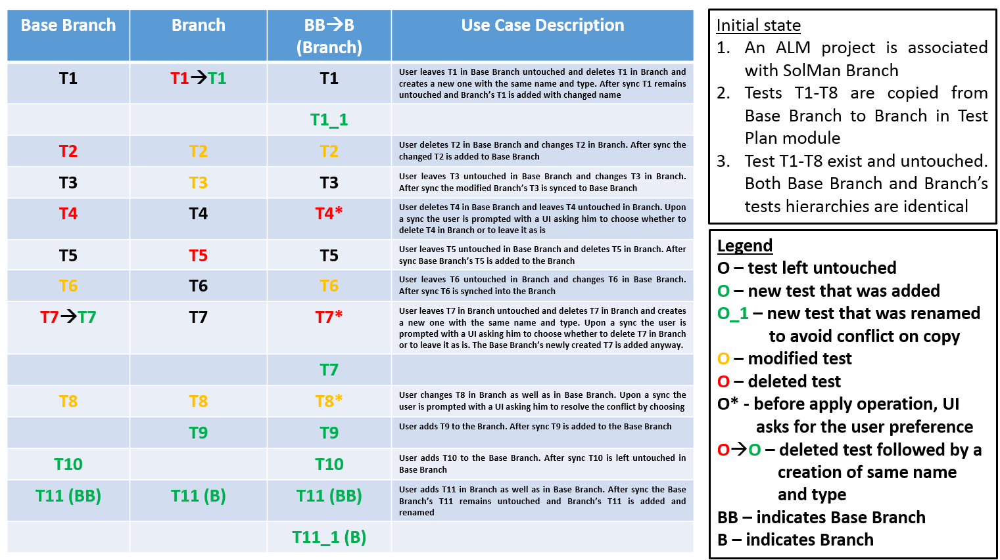 Base Branch
Branch
BB→B
(Branch)
Use Case Description
T1
T1→T1
T1
User leaves T1 in Base Branch untouched and deletes T1 in Branch and
creates a new one with the same name and type. After sync T1 remains
untouched and Branch's T1 is added with changed name
T1_1
T2
T2
T2
User deletes T2 in Base Branch and changes T2 in Branch. After sync the
changed T2 is added to Base Branch
T3
T3
T3
User leaves T3 untouched in Base Branch and changes T3 in Branch.
After sync the modified Branch's T3 is synced to Base Branch
T4
T4
T4*
User deletes T4 in Base Branch and leaves T4 untouched in Branch. Upon
a sync the user is prompted with a UI asking him to choose whether to
delete T4 in Branch or to leave it as is
T5
T5
T5
User leaves T5 untouched in Base Branch and deletes T5 in Branch. After
sync Base Branch's T5 is added to the Branch
T6
T6
T6
User leaves T6 untouched in Branch and changes T6 in Base Branch.
After sync T6 is synched into the Branch
T7→T7
T7
T7*
User leaves T7 in Branch untouched and deletes T7 in Branch and creates
a new one with the same name and type. Upon a sync the user is
prompted with a UI asking him to choose whether to delete T7 in Branch
or to leave it as is. The Base Branch's newly created T7 is added anyway.
T7
T8
T8
T8*
User changes T8 in Branch as well as in Base Branch. Upon a sync the
user is prompted with a UI asking him to resolve the conflict by choosing
T9
T9
User adds T9 to the Branch. After sync T9 is added to the Base Branch
T10
T10
User adds T10 to the Base Branch. After sync T10 is left untouched in
Base Branch
T11 (BB)
T11 (B)
T11 (BB)
User adds T11 in Branch as well as in Base Branch. After sync the Base
Branch's T11 remains untouched and Branch's T11 is added and
renamed
T11_1 (B)
Initial state
1. An ALM project is associated
with SolMan Branch
2. Tests T1-T8 are copied from
Base Branch to Branch in Test
Plan module
3. Test T1-T8 exist and untouched.
Both Base Branch and Branch's
tests hierarchies are identical
Legend
O – test left untouched
O – new test that was added
O_1 – new test that was renamed
to avoid conflict on copy
O – modified test
O – deleted test
O* - before apply operation, UI
asks for the user preference
O→O – deleted test followed by a
creation of same name
and type
BB – indicates Base Branch
B – indicates Branch